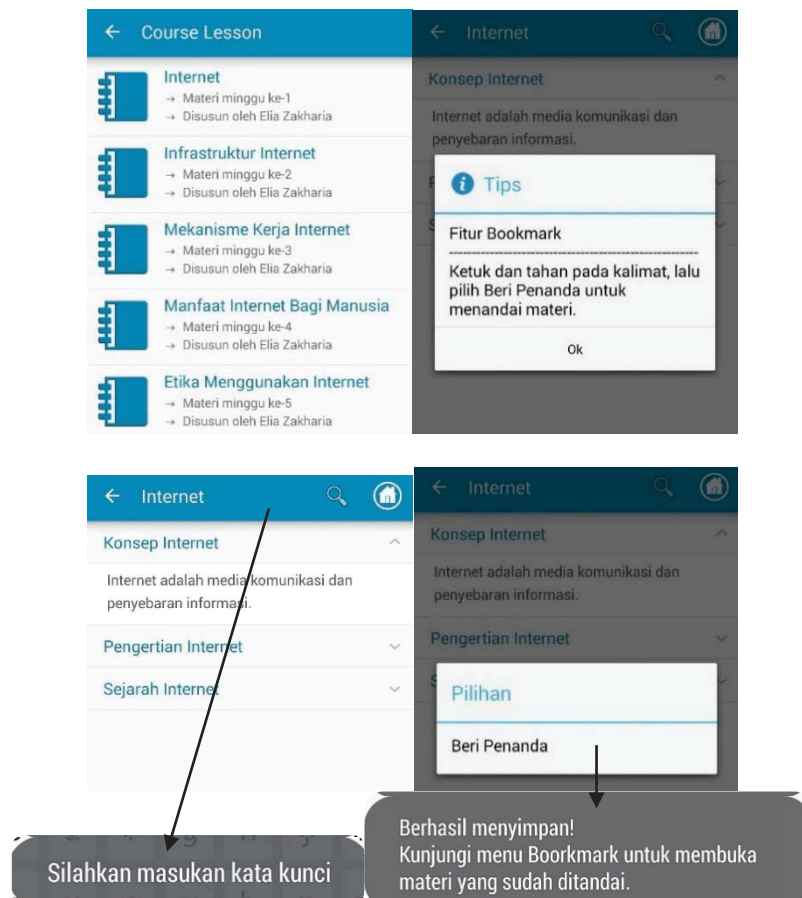 Course Lesson
Internet
→ Materi minggu ke-1
→ Disusun oleh Elia Zakharia
Infrastruktur Internet
→ Materi minggu ke-2
→ Disusun oleh Elia Zakharia
Mekanisme Kerja Internet
→ Materi minggu ke-3
→ Disusun oleh Elia Zakharia
Manfaat Internet Bagi Manusia
→ Materi minggu ke-4
→ Disusun oleh Elia Zakharia
Etika Menggunakan Internet
→ Materi minggu ke-5
→ Disusun oleh Elia Zakharia
Internet
Konsep Internet
Internet adalah media komunikasi dan
penyebaran informasi.
Tips
Fitur Bookmark
Ketuk dan tahan pada kalimat, lalu
pilih Beri Penanda untuk
menandai materi.
Ok
Internet
Konsep Internet
Internet adalah media komunikasi dan
penyebaran informasi.
Pengertian Internet
Sejarah Internet
Silahkan masukan kata kunci
Internet
Konsep Internet
Internet adalah media komunikasi dan
penyebaran informasi.
Pengertian Internet
Pilihan
Beri Penanda
Berhasil menyimpan!
Kunjungi menu Boorkmark untuk membuka
materi yang sudah ditandai.